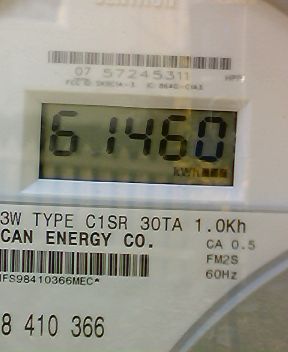 07 57245311
61460
kWh
3W TYPE C1SR 30TA 1.0Kh
CAN ENERGY CO.
CA 0.5
FM2S
60Hz
IFS98410366MEC*
8 410 366